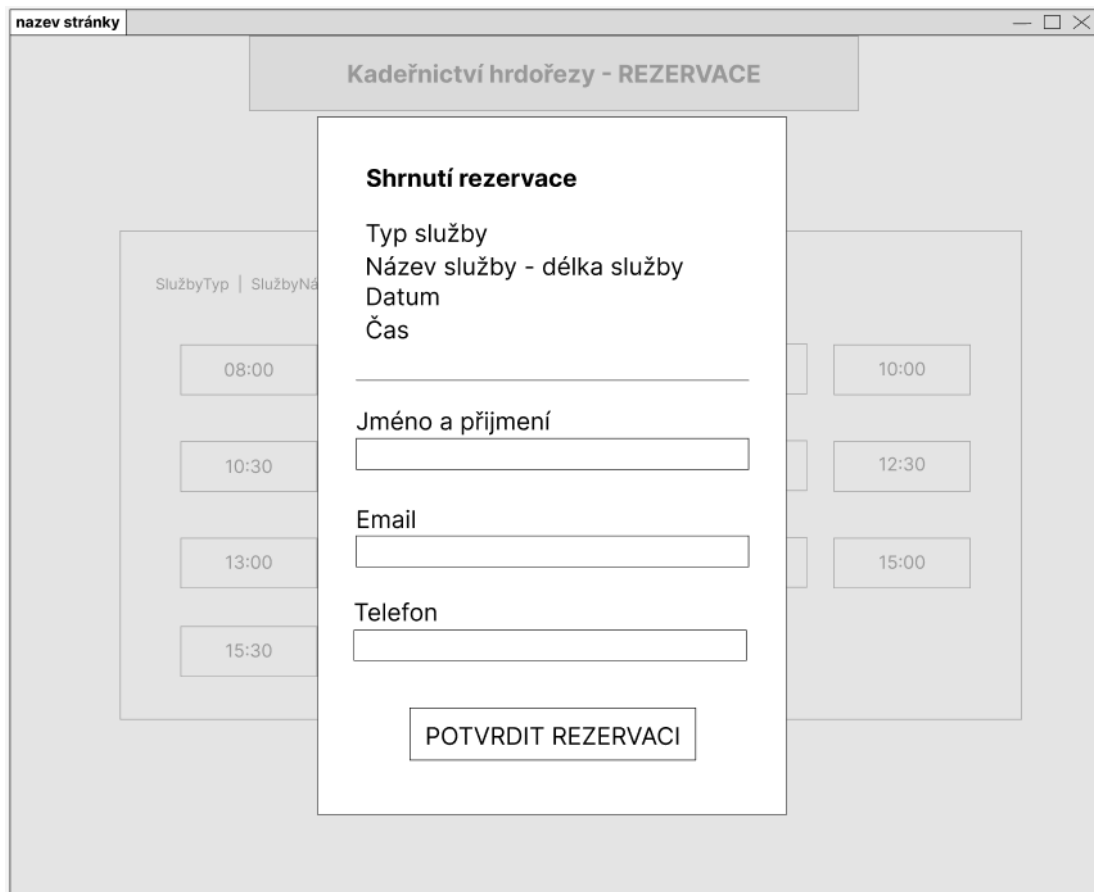 nazev stránky
Kadeřnictví hrdořezy - REZERVACE
Shrnutí rezervace
Typ služby
Název služby - délka služby
Datum
Čas
SlužbyTyp | SlužbyNá
08:00
10:00
Jméno a přijmení
10:30
12:30
Email
13:00
15:00
Telefon
15:30
POTVRDIT REZERVACI